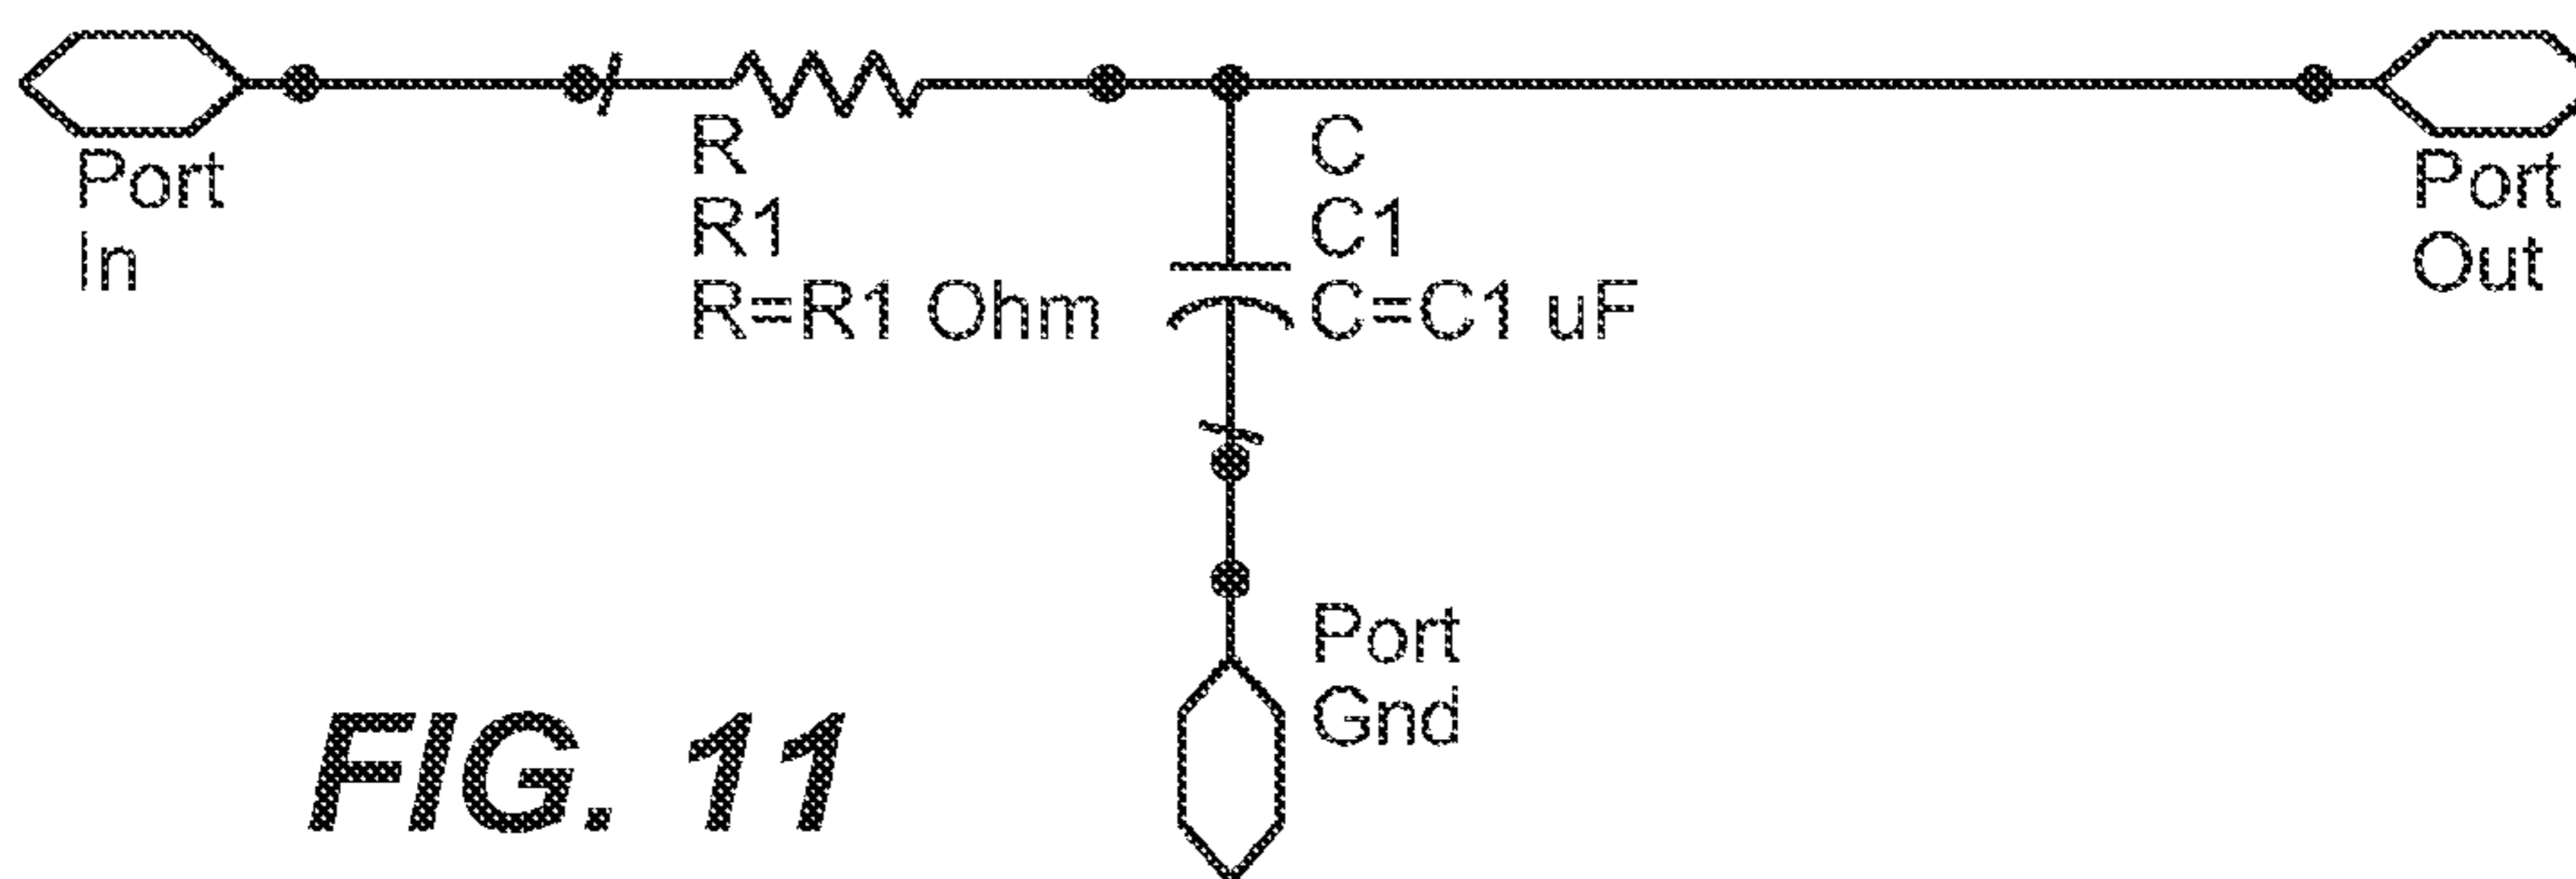 Port
In
R
R1
R=R1 Ohm
C
C1
C=C1 uF
Port
Out
Port
Gnd
FIG. 11